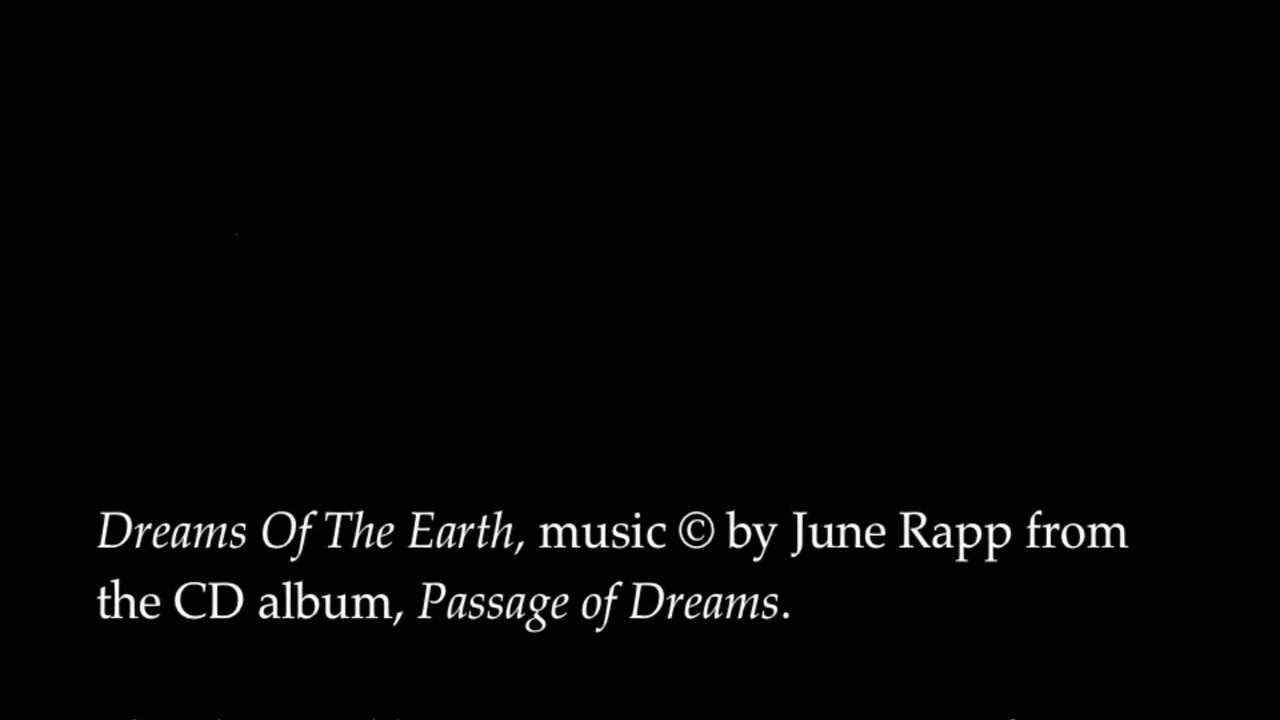 Dreams Of The Earth, music © by June Rapp from
the CD album, Passage of Dreams.